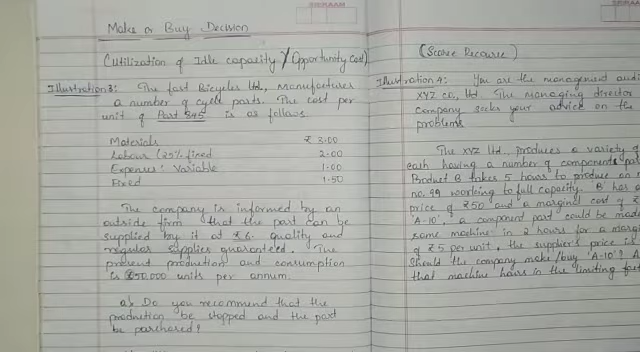 SHIVAAM
Make or Buy Decision
(Utilization of Idle capacity / Opportunity Cost)
Illustration 3: The fast Bicycles Ltd., manufactures
a number of cycle parts. The cost per
unit of Part 345 is as follows.
Materials ₹ 3.00
Labour (25% fixed 2-00
Expenses: Variable 1.00
Fixed 1.50
The company is informed by an
outside firm that the part can be
supplied by it at ₹6. quality and
regular supplies guaranteed. The
present production and consumption
is 50,000 units per annum.
a) Do you recommend that the
production be stopped and the part
be purchased?
(Scarce Resource)
Illustration 4: You are the management audi
XYZ co, Ltd The managing director
company seeks your advice on the
problems
The XYZ Ltd., produces a variety of
each having a number of components par
Product B takes 5 hours to produce on
no. 99 working to full capacity. 'B' has
price of ₹50 and a marginal cost of ₹
'A-10', a component part could be made
same machine in 2 hours for a margi
of ₹5 per unit, the supplier's price is
Should the company make/buy 'A-10'? A
that machine hours in the limiting fact